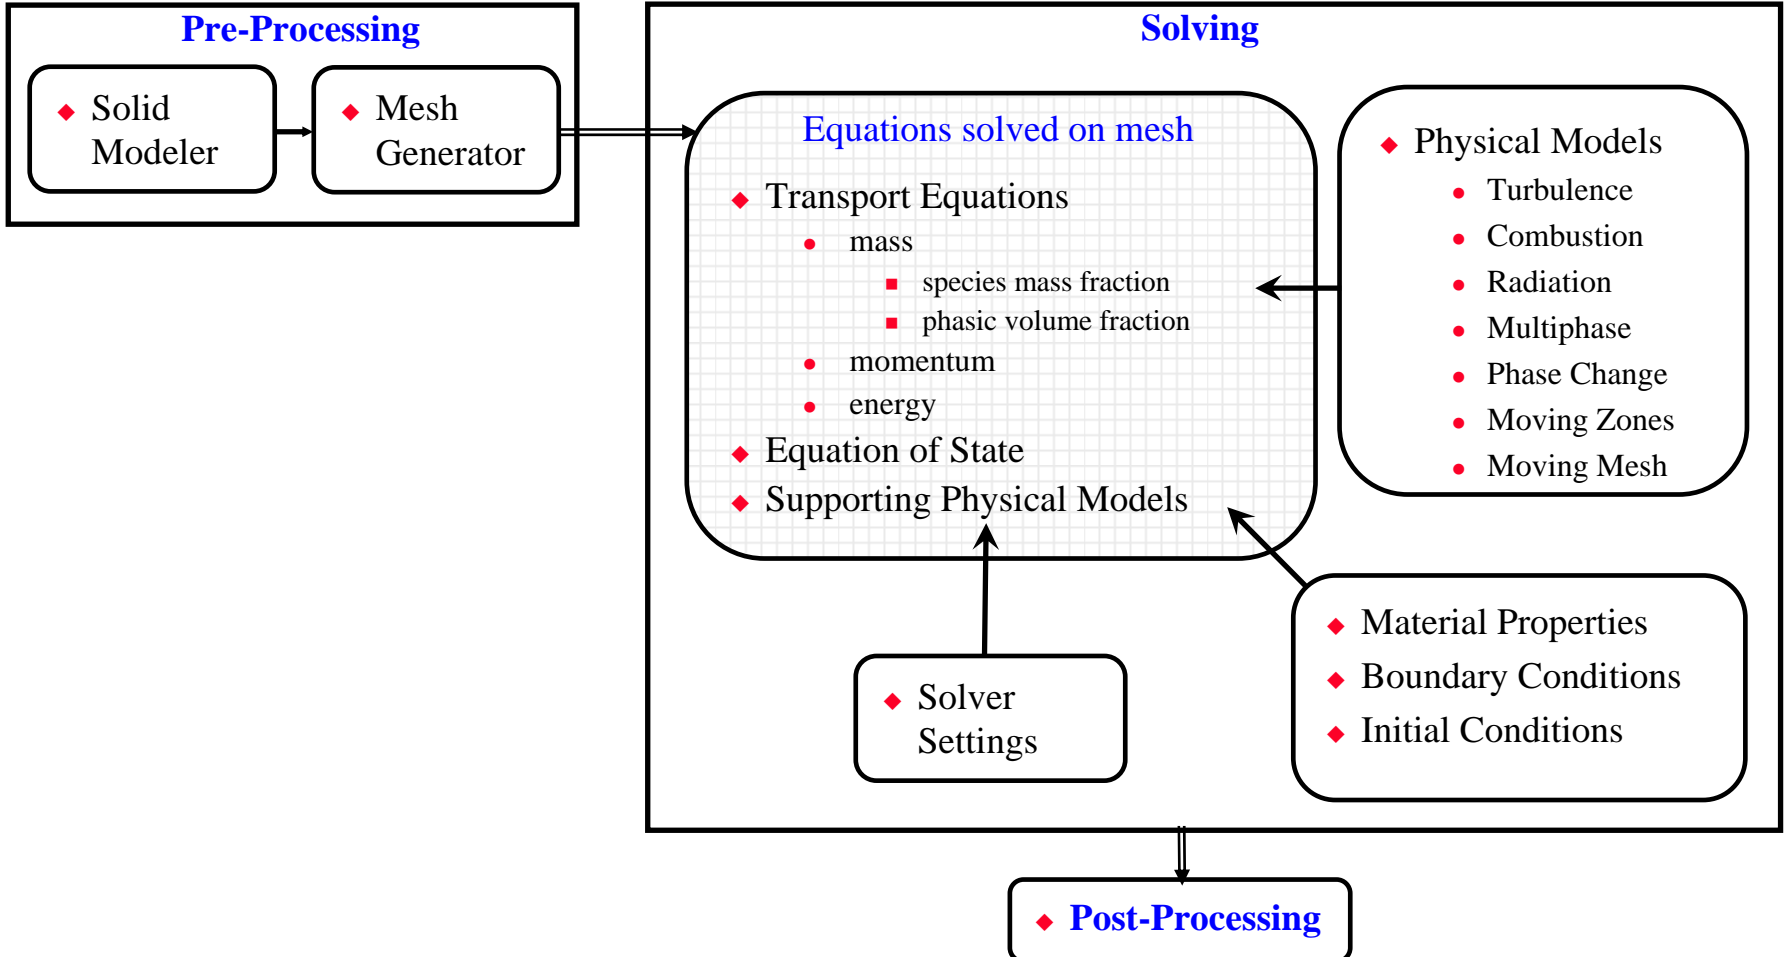 Pre-Processing
Solid
Modeler
Mesh
Generator
Solving
Equations solved on mesh
Transport Equations
mass
species mass fraction
phasic volume fraction
momentum
energy
Equation of State
Supporting Physical Models
Physical Models
Turbulence
Combustion
Radiation
Multiphase
Phase Change
Moving Zones
Moving Mesh
Solver
Settings
Material Properties
Boundary Conditions
Initial Conditions
Post-Processing